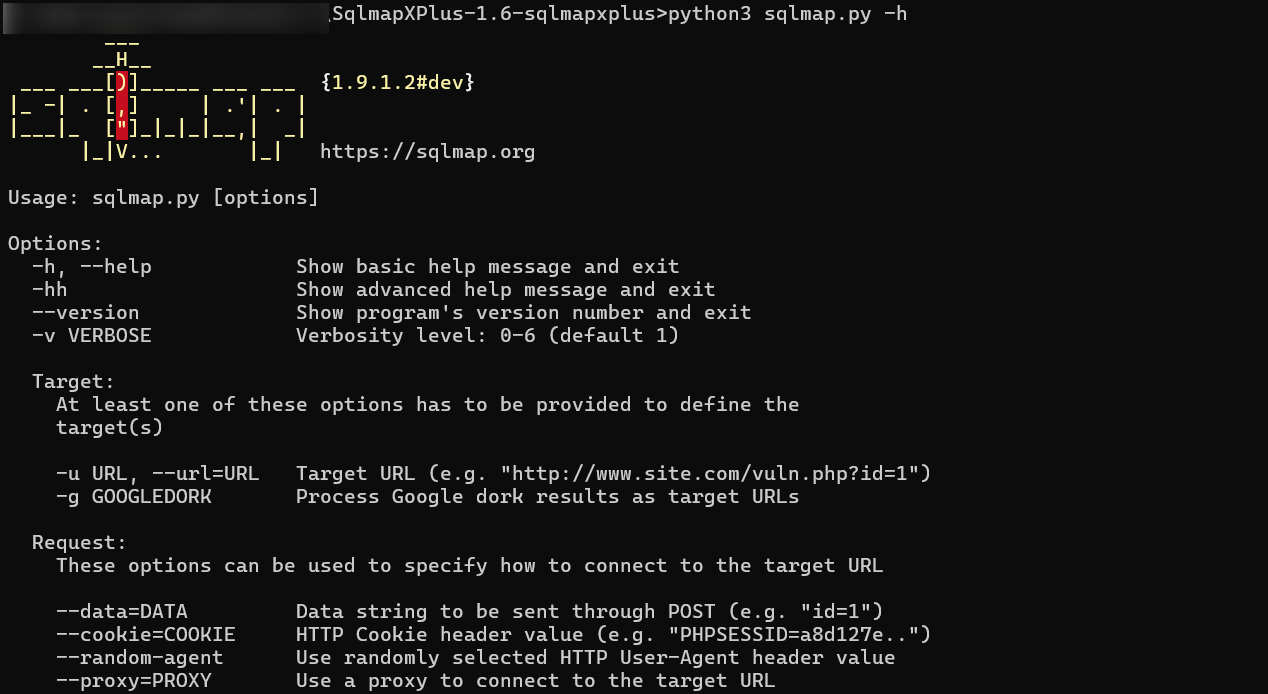 \SqlmapXPlus-1.6-sqlmapxplus>python3 sqlmap.py -h
        ___
       __H__
 ___ ___[)]_____ ___ ___  {1.9.1.2#dev}
|_ -| . [,]     | .'| . |
|___|_  ["]_|_|_|__,|  _|
      |_|V...       |_|   https://sqlmap.org
Usage: sqlmap.py [options]
Options:
  -h, --help            Show basic help message and exit
  -hh                   Show advanced help message and exit
  --version             Show program's version number and exit
  -v VERBOSE            Verbosity level: 0-6 (default 1)
  Target:
    At least one of these options has to be provided to define the
    target(s)
    -u URL, --url=URL   Target URL (e.g. "http://www.site.com/vuln.php?id=1")
    -g GOOGLEDORK       Process Google dork results as target URLs
  Request:
    These options can be used to specify how to connect to the target URL
    --data=DATA         Data string to be sent through POST (e.g. "id=1")
    --cookie=COOKIE     HTTP Cookie header value (e.g. "PHPSESSID=a8d127e..")
    --random-agent      Use randomly selected HTTP User-Agent header value
    --proxy=PROXY       Use a proxy to connect to the target URL